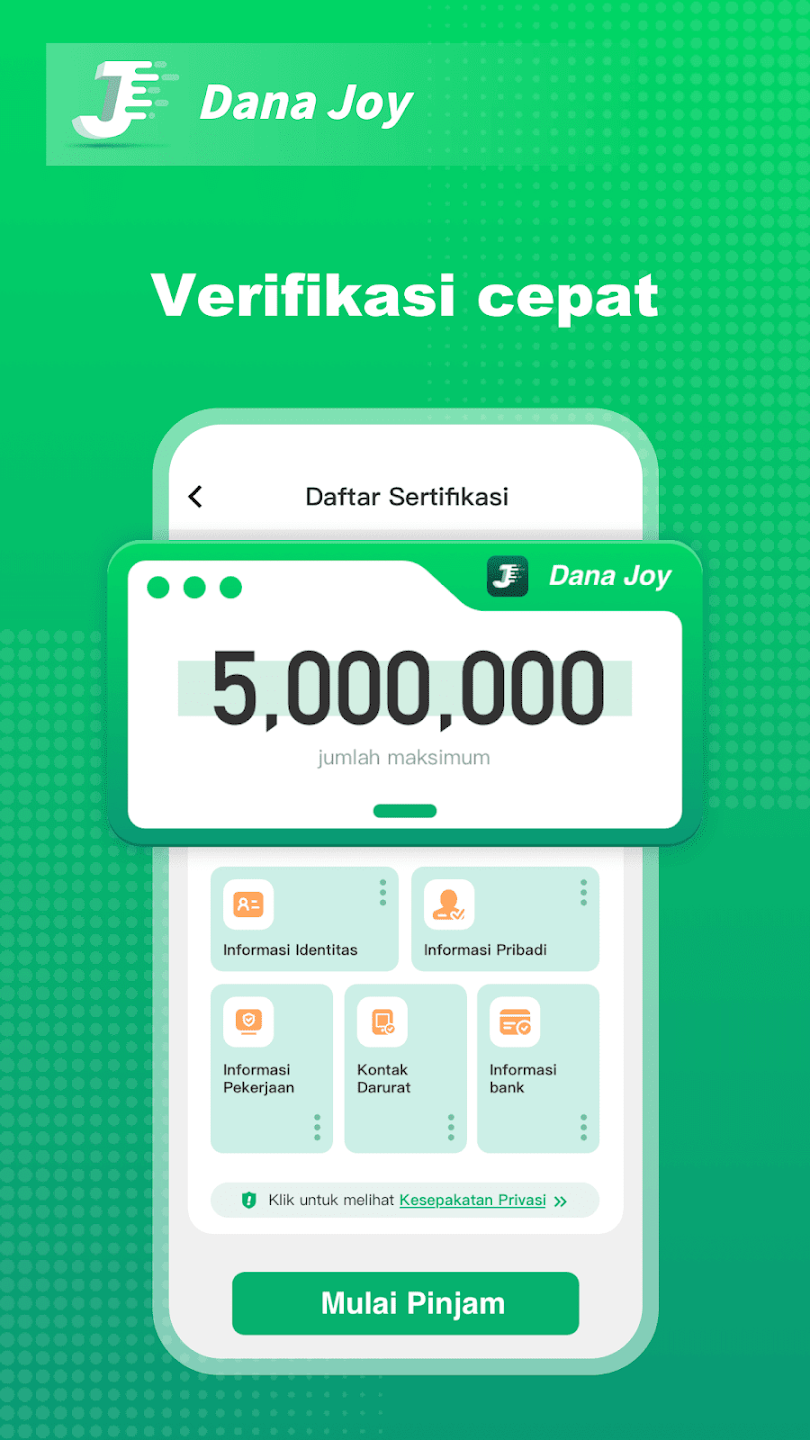 Dana Joy
Verifikasi cepat
Daftar Sertifikasi
Dana Joy
5,000,000
jumlah maksimum
Informasi Identitas
Informasi Pribadi
Informasi
Pekerjaan
Kontak
Darurat
Informasi
bank
Klik untuk melihat Kesepakatan Privasi »
Mulai Pinjam